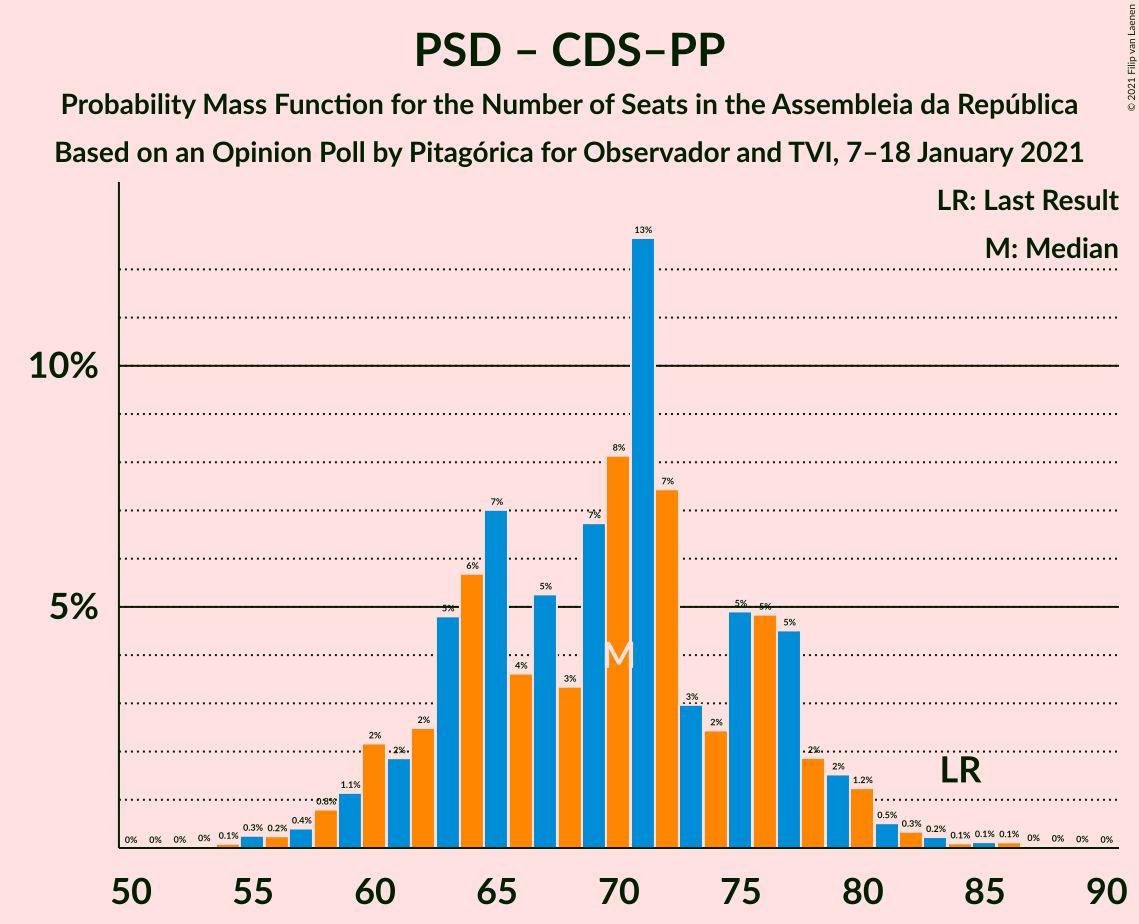 PSD – CDS–PP
Probability Mass Function for the Number of Seats in the Assembleia da República
Based on an Opinion Poll by Pitagórica for Observador and TVI, 7–18 January 2021
© 2021 Filip van Laenen
LR: Last Result
M: Median
10%
5%
0% 0% 0% 0% 0.1% 0.3% 0.2% 0.4% 0.8% 1.1% 2% 2% 2% 5% 6% 7% 4% 5% 3% 7% 8% 13% 7% 3% 2% 5% 5% 5% 2% 2% 1.2% 0.5% 0.3% 0.2% 0.1% 0.1% 0.1% 0% 0% 0% 0%
M
LR
50 55 60 65 70 75 80 85 90